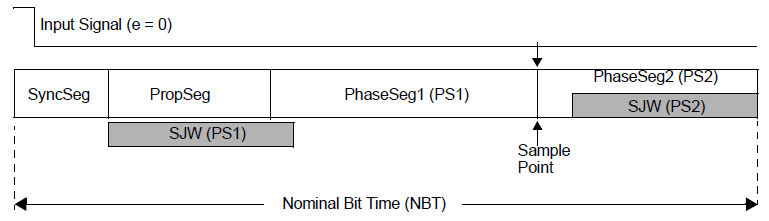 Input Signal (e = 0)
SyncSeg
PropSeg
PhaseSeg1 (PS1)
PhaseSeg2 (PS2)
SJW (PS2)
SJW (PS1)
Sample
Point
Nominal Bit Time (NBT)